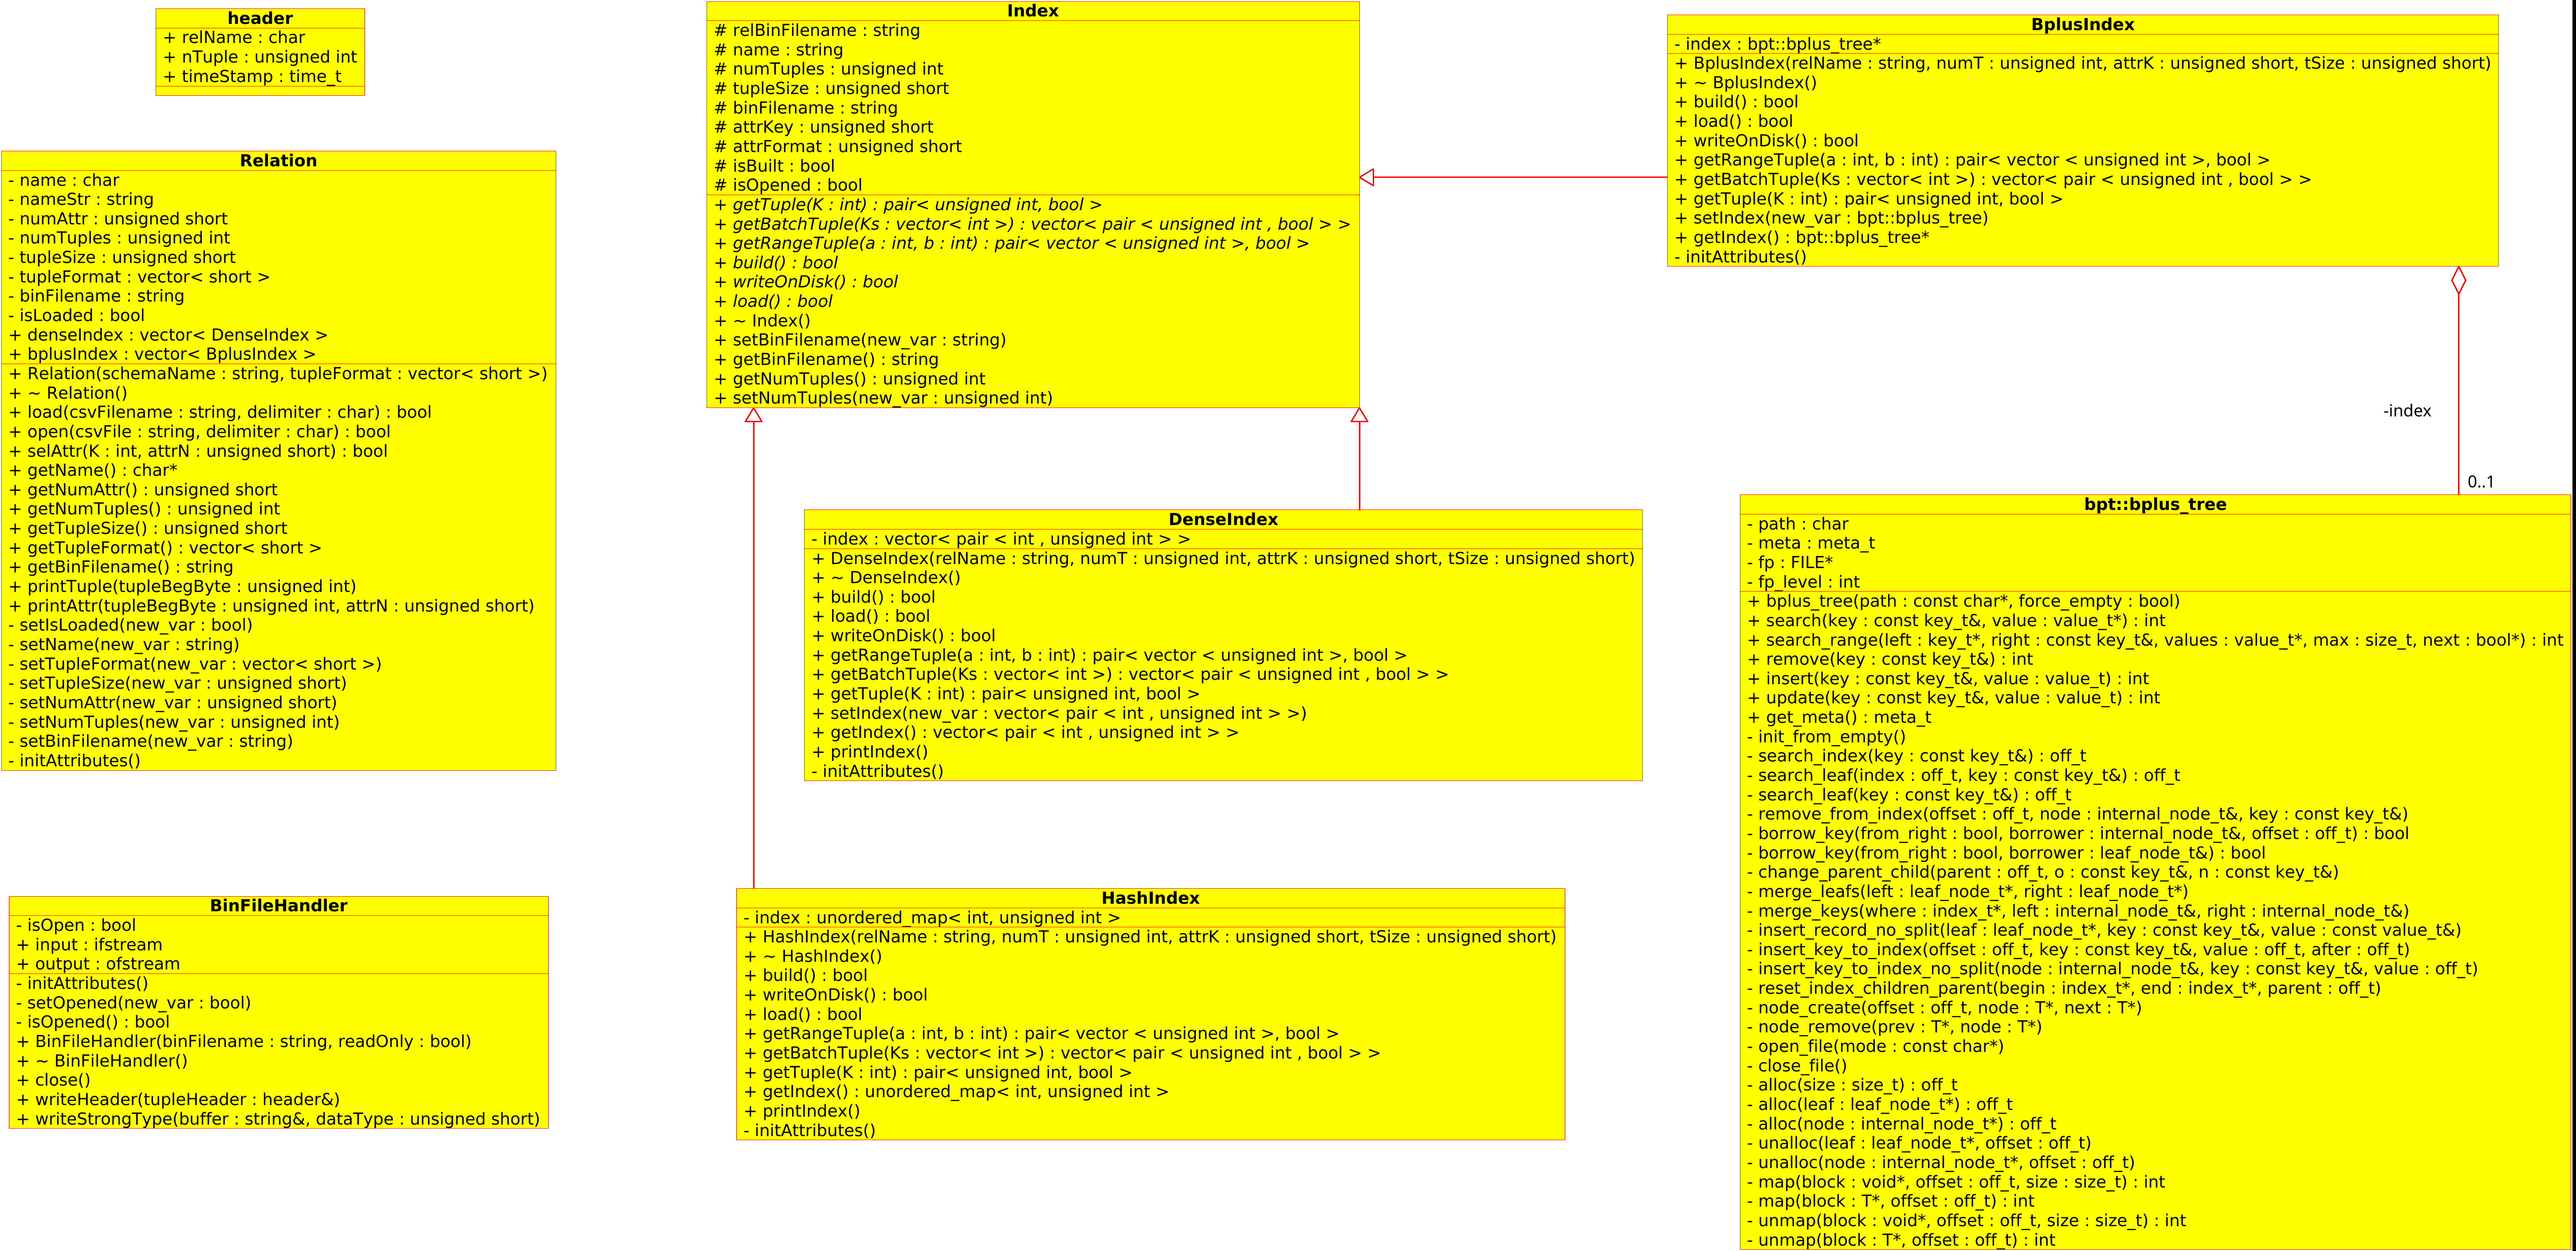 header
+ relName : char
+ nTuple : unsigned int
+ timeStamp : time_t
Relation
- name : char
- nameStr : string
- numAttr : unsigned short
- numTuples : unsigned int
- tupleSize : unsigned short
- tupleFormat : vector< short >
- binFilename : string
- isLoaded : bool
+ denseIndex : vector< DenseIndex >
+ bplusIndex : vector< BplusIndex >
+ Relation(schemaName : string, tupleFormat : vector< short >)
+ ~ Relation()
+ load(csvFilename : string, delimiter : char) : bool
+ open(csvFile : string, delimiter : char) : bool
+ selAttr(K : int, attrN : unsigned short) : bool
+ getName() : char*
+ getNumAttr() : unsigned short
+ getNumTuples() : unsigned int
+ getTupleSize() : unsigned short
+ getTupleFormat() : vector< short >
+ getBinFilename() : string
+ printTuple(tupleBegByte : unsigned int)
+ printAttr(tupleBegByte : unsigned int, attrN : unsigned short)
- setIsLoaded(new_var : bool)
- setName(new_var : string)
- setTupleFormat(new_var : vector< short >)
- setTupleSize(new_var : unsigned short)
- setNumAttr(new_var : unsigned short)
- setNumTuples(new_var : unsigned int)
- setBinFilename(new_var : string)
- initAttributes()
BinFileHandler
- isOpen : bool
+ input : ifstream
+ output : ofstream
- initAttributes()
- setOpened(new_var : bool)
- isOpened() : bool
+ BinFileHandler(binFilename : string, readOnly : bool)
+ ~ BinFileHandler()
+ close()
+ writeHeader(tupleHeader : header&)
+ writeStrongType(buffer : string&, dataType : unsigned short)
Index
# relBinFilename : string
# name : string
# numTuples : unsigned int
# tupleSize : unsigned short
# binFilename : string
# attrKey : unsigned short
# attrFormat : unsigned short
# isBuilt : bool
# isOpened : bool
+ getTuple(K : int) : pair< unsigned int, bool >
+ getBatchTuple(Ks : vector< int >) : vector< pair < unsigned int , bool > >
+ getRangeTuple(a : int, b : int) : pair< vector < unsigned int >, bool >
+ build() : bool
+ writeOnDisk() : bool
+ load() : bool
+ ~ Index()
+ setBinFilename(new_var : string)
+ getBinFilename() : string
+ getNumTuples() : unsigned int
+ setNumTuples(new_var : unsigned int)
DenseIndex
- index : vector< pair < int , unsigned int > >
+ DenseIndex(relName : string, numT : unsigned int, attrK : unsigned short, tSize : unsigned short)
+ ~ DenseIndex()
+ build() : bool
+ load() : bool
+ writeOnDisk() : bool
+ getRangeTuple(a : int, b : int) : pair< vector < unsigned int >, bool >
+ getBatchTuple(Ks : vector< int >) : vector< pair < unsigned int , bool > >
+ getTuple(K : int) : pair< unsigned int, bool >
+ setIndex(new_var : vector< pair < int , unsigned int > >)
+ getIndex() : vector< pair < int , unsigned int > >
+ printIndex()
- initAttributes()
HashIndex
- index : unordered_map< int, unsigned int >
+ HashIndex(relName : string, numT : unsigned int, attrK : unsigned short, tSize : unsigned short)
+ ~ HashIndex()
+ build() : bool
+ writeOnDisk() : bool
+ load() : bool
+ getRangeTuple(a : int, b : int) : pair< vector < unsigned int >, bool >
+ getBatchTuple(Ks : vector< int >) : vector< pair < unsigned int , bool > >
+ getTuple(K : int) : pair< unsigned int, bool >
+ getIndex() : unordered_map< int, unsigned int >
+ printIndex()
- initAttributes()
BplusIndex
- index : bpt::bplus_tree*
+ BplusIndex(relName : string, numT : unsigned int, attrK : unsigned short, tSize : unsigned short)
+ ~ BplusIndex()
+ build() : bool
+ load() : bool
+ writeOnDisk() : bool
+ getRangeTuple(a : int, b : int) : pair< vector < unsigned int >, bool >
+ getBatchTuple(Ks : vector< int >) : vector< pair < unsigned int , bool > >
+ getTuple(K : int) : pair< unsigned int, bool >
+ setIndex(new_var : bpt::bplus_tree)
+ getIndex() : bpt::bplus_tree*
- initAttributes()
-index
0..1
bpt::bplus_tree
- path : char
- meta : meta_t
- fp : FILE*
- fp_level : int
+ bplus_tree(path : const char*, force_empty : bool)
+ search(key : const key_t&, value : value_t*) : int
+ search_range(left : key_t*, right : const key_t&, values : value_t*, max : size_t, next : bool*) : int
+ remove(key : const key_t&) : int
+ insert(key : const key_t&, value : value_t) : int
+ update(key : const key_t&, value : value_t) : int
+ get_meta() : meta_t
- init_from_empty()
- search_index(key : const key_t&) : off_t
- search_leaf(index : off_t, key : const key_t&) : off_t
- search_leaf(key : const key_t&) : off_t
- remove_from_index(offset : off_t, node : internal_node_t&, key : const key_t&)
- borrow_key(from_right : bool, borrower : internal_node_t&, offset : off_t) : bool
- borrow_key(from_right : bool, borrower : leaf_node_t&) : bool
- change_parent_child(parent : off_t, o : const key_t&, n : const key_t&)
- merge_leafs(left : leaf_node_t*, right : leaf_node_t*)
- merge_keys(where : index_t*, left : internal_node_t&, right : internal_node_t&)
- insert_record_no_split(leaf : leaf_node_t*, key : const key_t&, value : const value_t&)
- insert_key_to_index(offset : off_t, key : const key_t&, value : off_t, after : off_t)
- insert_key_to_index_no_split(node : internal_node_t&, key : const key_t&, value : off_t)
- reset_index_children_parent(begin : index_t*, end : index_t*, parent : off_t)
- node_create(offset : off_t, node : T*, next : T*)
- node_remove(prev : T*, node : T*)
- open_file(mode : const char*)
- close_file()
- alloc(size : size_t) : off_t
- alloc(leaf : leaf_node_t*) : off_t
- alloc(node : internal_node_t*) : off_t
- unalloc(leaf : leaf_node_t*, offset : off_t)
- unalloc(node : internal_node_t*, offset : off_t)
- map(block : void*, offset : off_t, size : size_t) : int
- map(block : T*, offset : off_t) : int
- unmap(block : void*, offset : off_t, size : size_t) : int
- unmap(block : T*, offset : off_t) : int